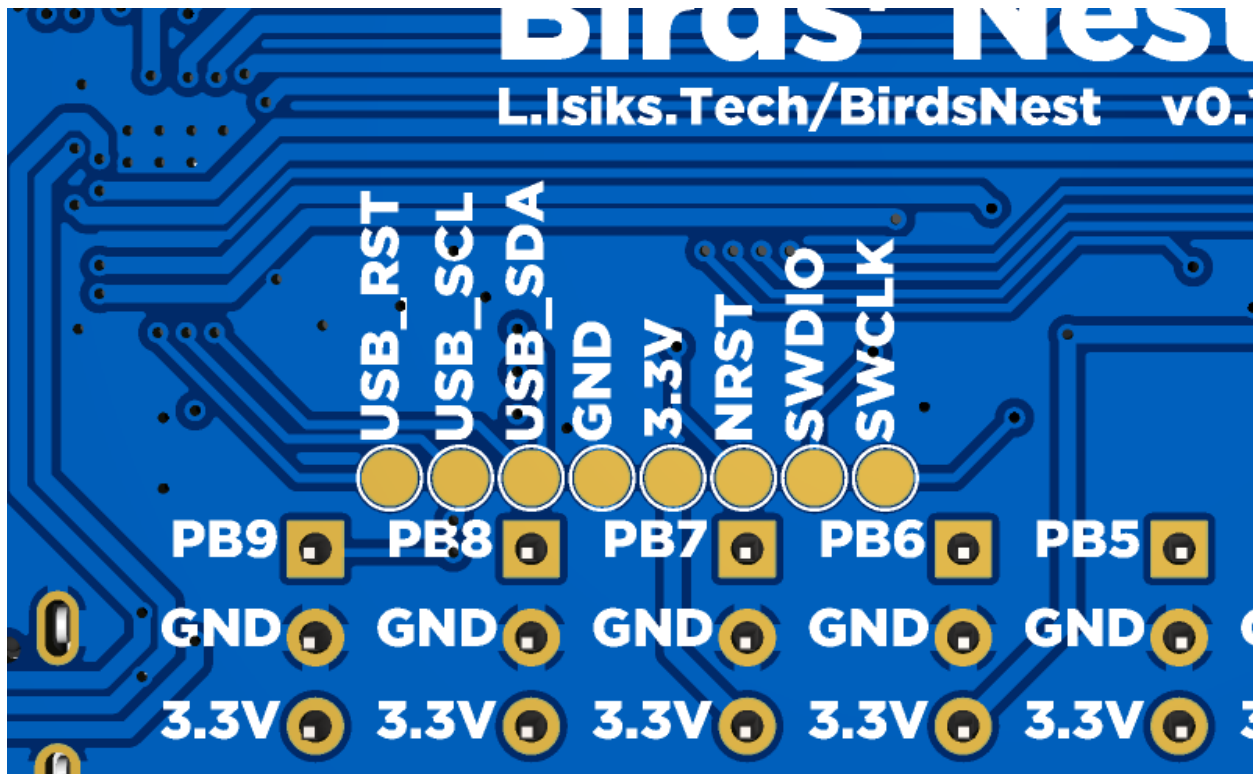 Birds' Nest
L.Isiks.Tech/BirdsNest v0.
USB_RST
USB_SCL
USB_SDA
GND
3.3V
NRST
SWDIO
SWCLK
PB9 PB8 PB7 PB6 PB5
GND GND GND GND GND
3.3V 3.3V 3.3V 3.3V 3.3V